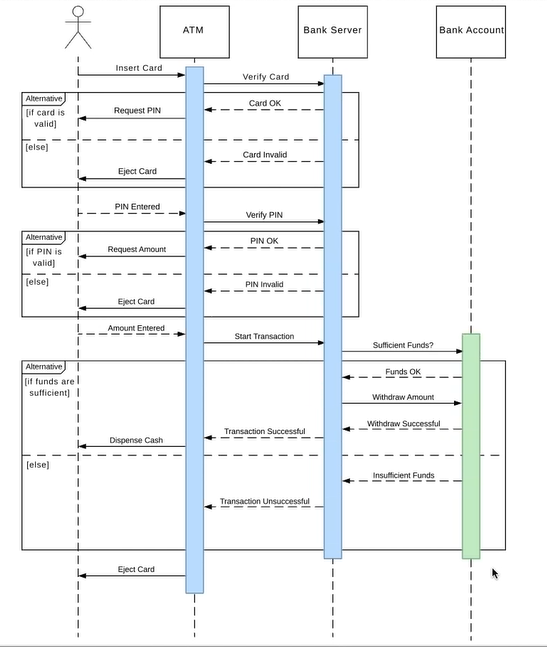 ATM
Bank Server
Bank Account
Insert Card
Verify Card
Alternative
Card OK
[if card is
valid]
Request PIN
[else]
Card Invalid
Eject Card
PIN Entered
Verify PIN
Alternative
PIN OK
[if PIN is
valid]
Request Amount
[else]
PIN Invalid
Eject Card
Amount Entered
Start Transaction
Sufficient Funds?
Alternative
Funds OK
[if funds are
sufficient]
Withdraw Amount
Withdraw Successful
Transaction Successful
Dispense Cash
[else]
Insufficient Funds
Transaction Unsuccessful
Eject Card